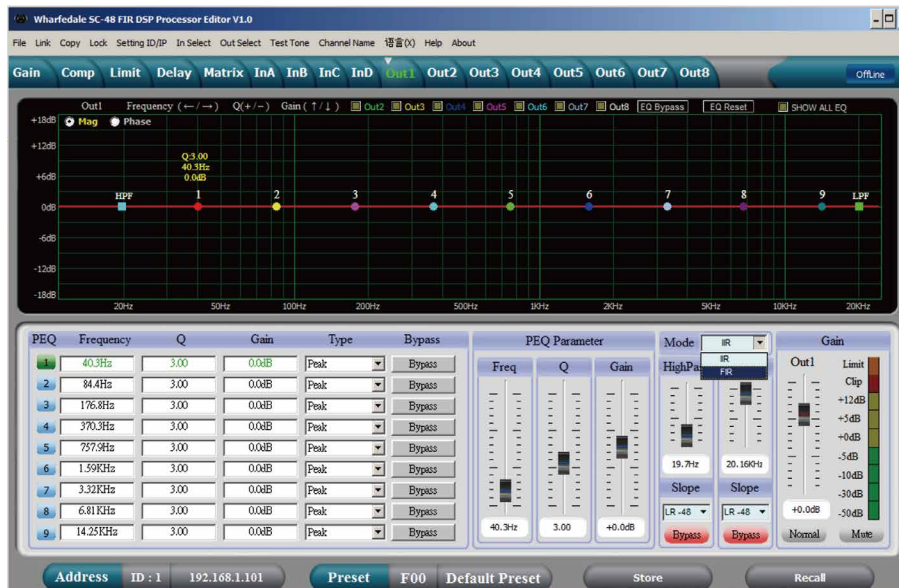 Wharfedale SC-48 FIR DSP Processor Editor V1.0
File Link Copy Lock Setting ID/IP In Select Out Select Test Tone Channel Name 语言(X) Help About
Gain Comp Limit Delay Matrix InA InB InC InD Out1 Out2 Out3 Out4 Out5 Out6 Out7 Out8 OffLine
Out1 Frequency (←/→) Q(+/−) Gain (↑/↓) Out2 Out3 Out4 Out5 Out6 Out7 Out8 EQ Bypass EQ Reset SHOW ALL EQ
+18dB Mag Phase
+12dB
Q:3.00
40.3Hz
+6dB 0.0dB
HPF 1 2 3 4 5 6 7 8 9 LPF
0dB
-6dB
-12dB
-18dB
20Hz 50Hz 100Hz 200Hz 500Hz 1KHz 2KHz 5KHz 10KHz 20KHz
PEQ Frequency Q Gain Type Bypass
1 40.3Hz 3.00 0.0dB Peak Bypass
2 84.4Hz 3.00 0.0dB Peak Bypass
3 176.8Hz 3.00 0.0dB Peak Bypass
4 370.3Hz 3.00 0.0dB Peak Bypass
5 757.9Hz 3.00 0.0dB Peak Bypass
6 1.59KHz 3.00 0.0dB Peak Bypass
7 3.32KHz 3.00 0.0dB Peak Bypass
8 6.81KHz 3.00 0.0dB Peak Bypass
9 14.25KHz 3.00 0.0dB Peak Bypass
PEQ Parameter
Freq Q Gain
40.3Hz 3.00 +0.0dB
Mode IIR
IIR
FIR
HighPa
19.7Hz 20.16KHz
Slope Slope
LR-48 LR-48
Bypass Bypass
Gain
Out1 Limit
Clip
+12dB
+5dB
+0dB
-5dB
-10dB
-30dB
+0.0dB -50dB
Normal Mute
Address ID : 1 192.168.1.101 Preset F00 Default Preset Store Recall